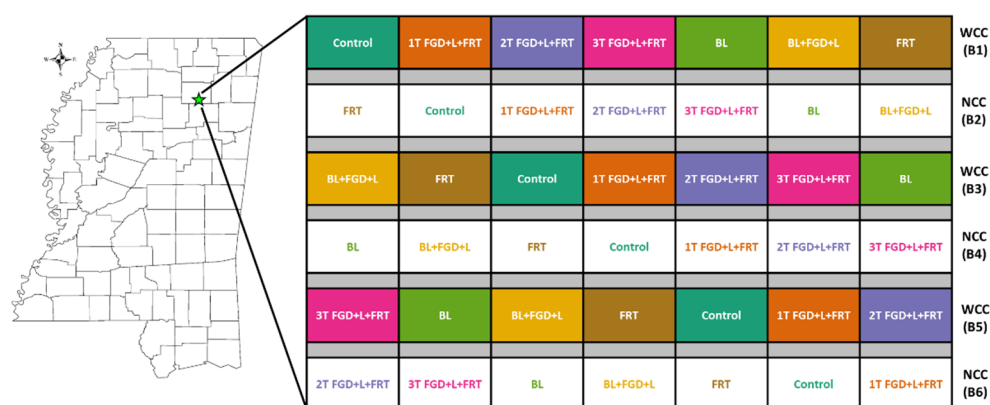 N
W E
S
Control 1T FGD+L+FRT 2T FGD+L+FRT 3T FGD+L+FRT BL BL+FGD+L FRT WCC
(B1)
FRT Control 1T FGD+L+FRT 2T FGD+L+FRT 3T FGD+L+FRT BL BL+FGD+L NCC
(B2)
BL+FGD+L FRT Control 1T FGD+L+FRT 2T FGD+L+FRT 3T FGD+L+FRT BL WCC
(B3)
BL BL+FGD+L FRT Control 1T FGD+L+FRT 2T FGD+L+FRT 3T FGD+L+FRT NCC
(B4)
3T FGD+L+FRT BL BL+FGD+L FRT Control 1T FGD+L+FRT 2T FGD+L+FRT WCC
(B5)
2T FGD+L+FRT 3T FGD+L+FRT BL BL+FGD+L FRT Control 1T FGD+L+FRT NCC
(B6)